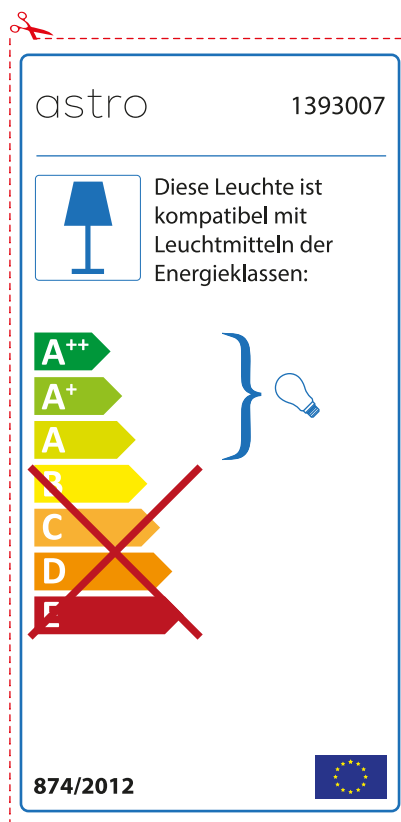 astro 1393007
Diese Leuchte ist
kompatibel mit
Leuchtmitteln der
Energieklassen:
A++
A+
A
B
C
D
E
874/2012